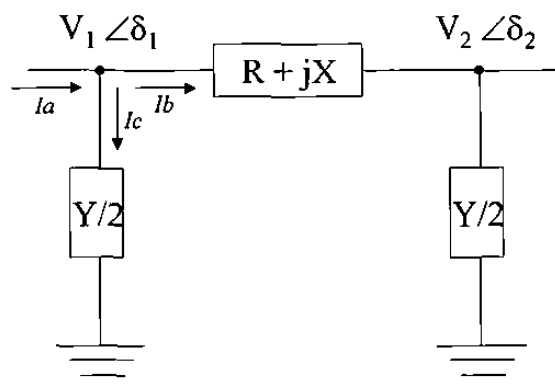 V₁ ∠δ₁
V₂ ∠δ₂
R + jX
Ia
Ic
Ib
Y/2
Y/2